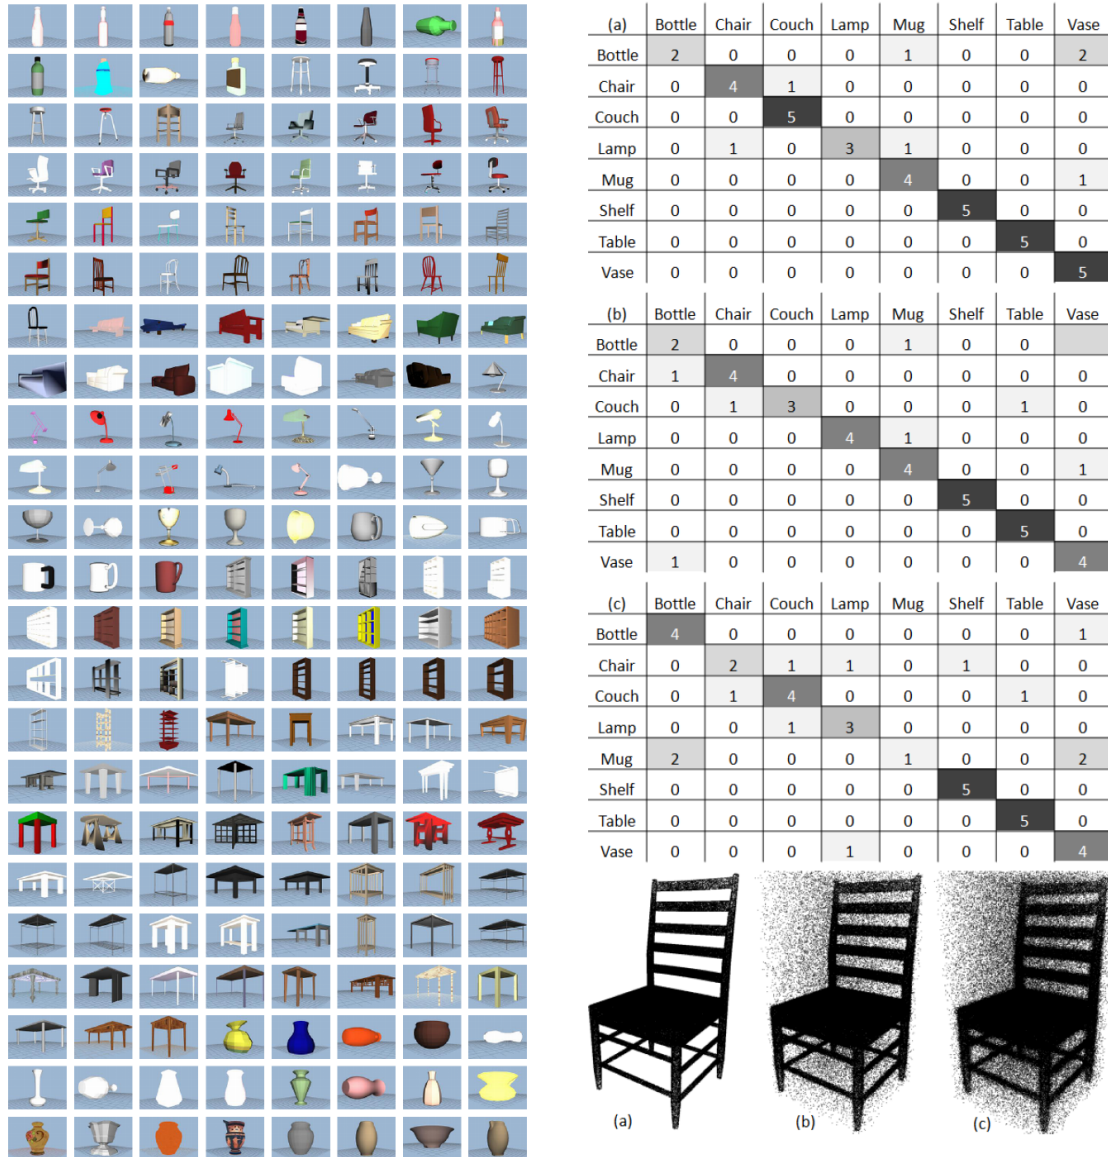 (a) Bottle Chair Couch Lamp Mug Shelf Table Vase
Bottle 2 0 0 0 1 0 0 2
Chair 0 4 1 0 0 0 0 0
Couch 0 0 5 0 0 0 0 0
Lamp 0 1 0 3 1 0 0 0
Mug 0 0 0 0 4 0 0 1
Shelf 0 0 0 0 0 5 0 0
Table 0 0 0 0 0 0 5 0
Vase 0 0 0 0 0 0 0 5
(b) Bottle Chair Couch Lamp Mug Shelf Table Vase
Bottle 2 0 0 0 1 0 0
Chair 1 4 0 0 0 0 0 0
Couch 0 1 3 0 0 0 1 0
Lamp 0 0 0 4 1 0 0 0
Mug 0 0 0 0 4 0 0 1
Shelf 0 0 0 0 0 5 0 0
Table 0 0 0 0 0 0 5 0
Vase 1 0 0 0 0 0 0 4
(c) Bottle Chair Couch Lamp Mug Shelf Table Vase
Bottle 4 0 0 0 0 0 0 1
Chair 0 2 1 1 0 1 0 0
Couch 0 1 4 0 0 0 1 0
Lamp 0 0 1 3 0 0 0 0
Mug 2 0 0 0 1 0 0 2
Shelf 0 0 0 0 0 5 0 0
Table 0 0 0 0 0 0 5 0
Vase 0 0 0 1 0 0 0 4
(a) (b) (c)